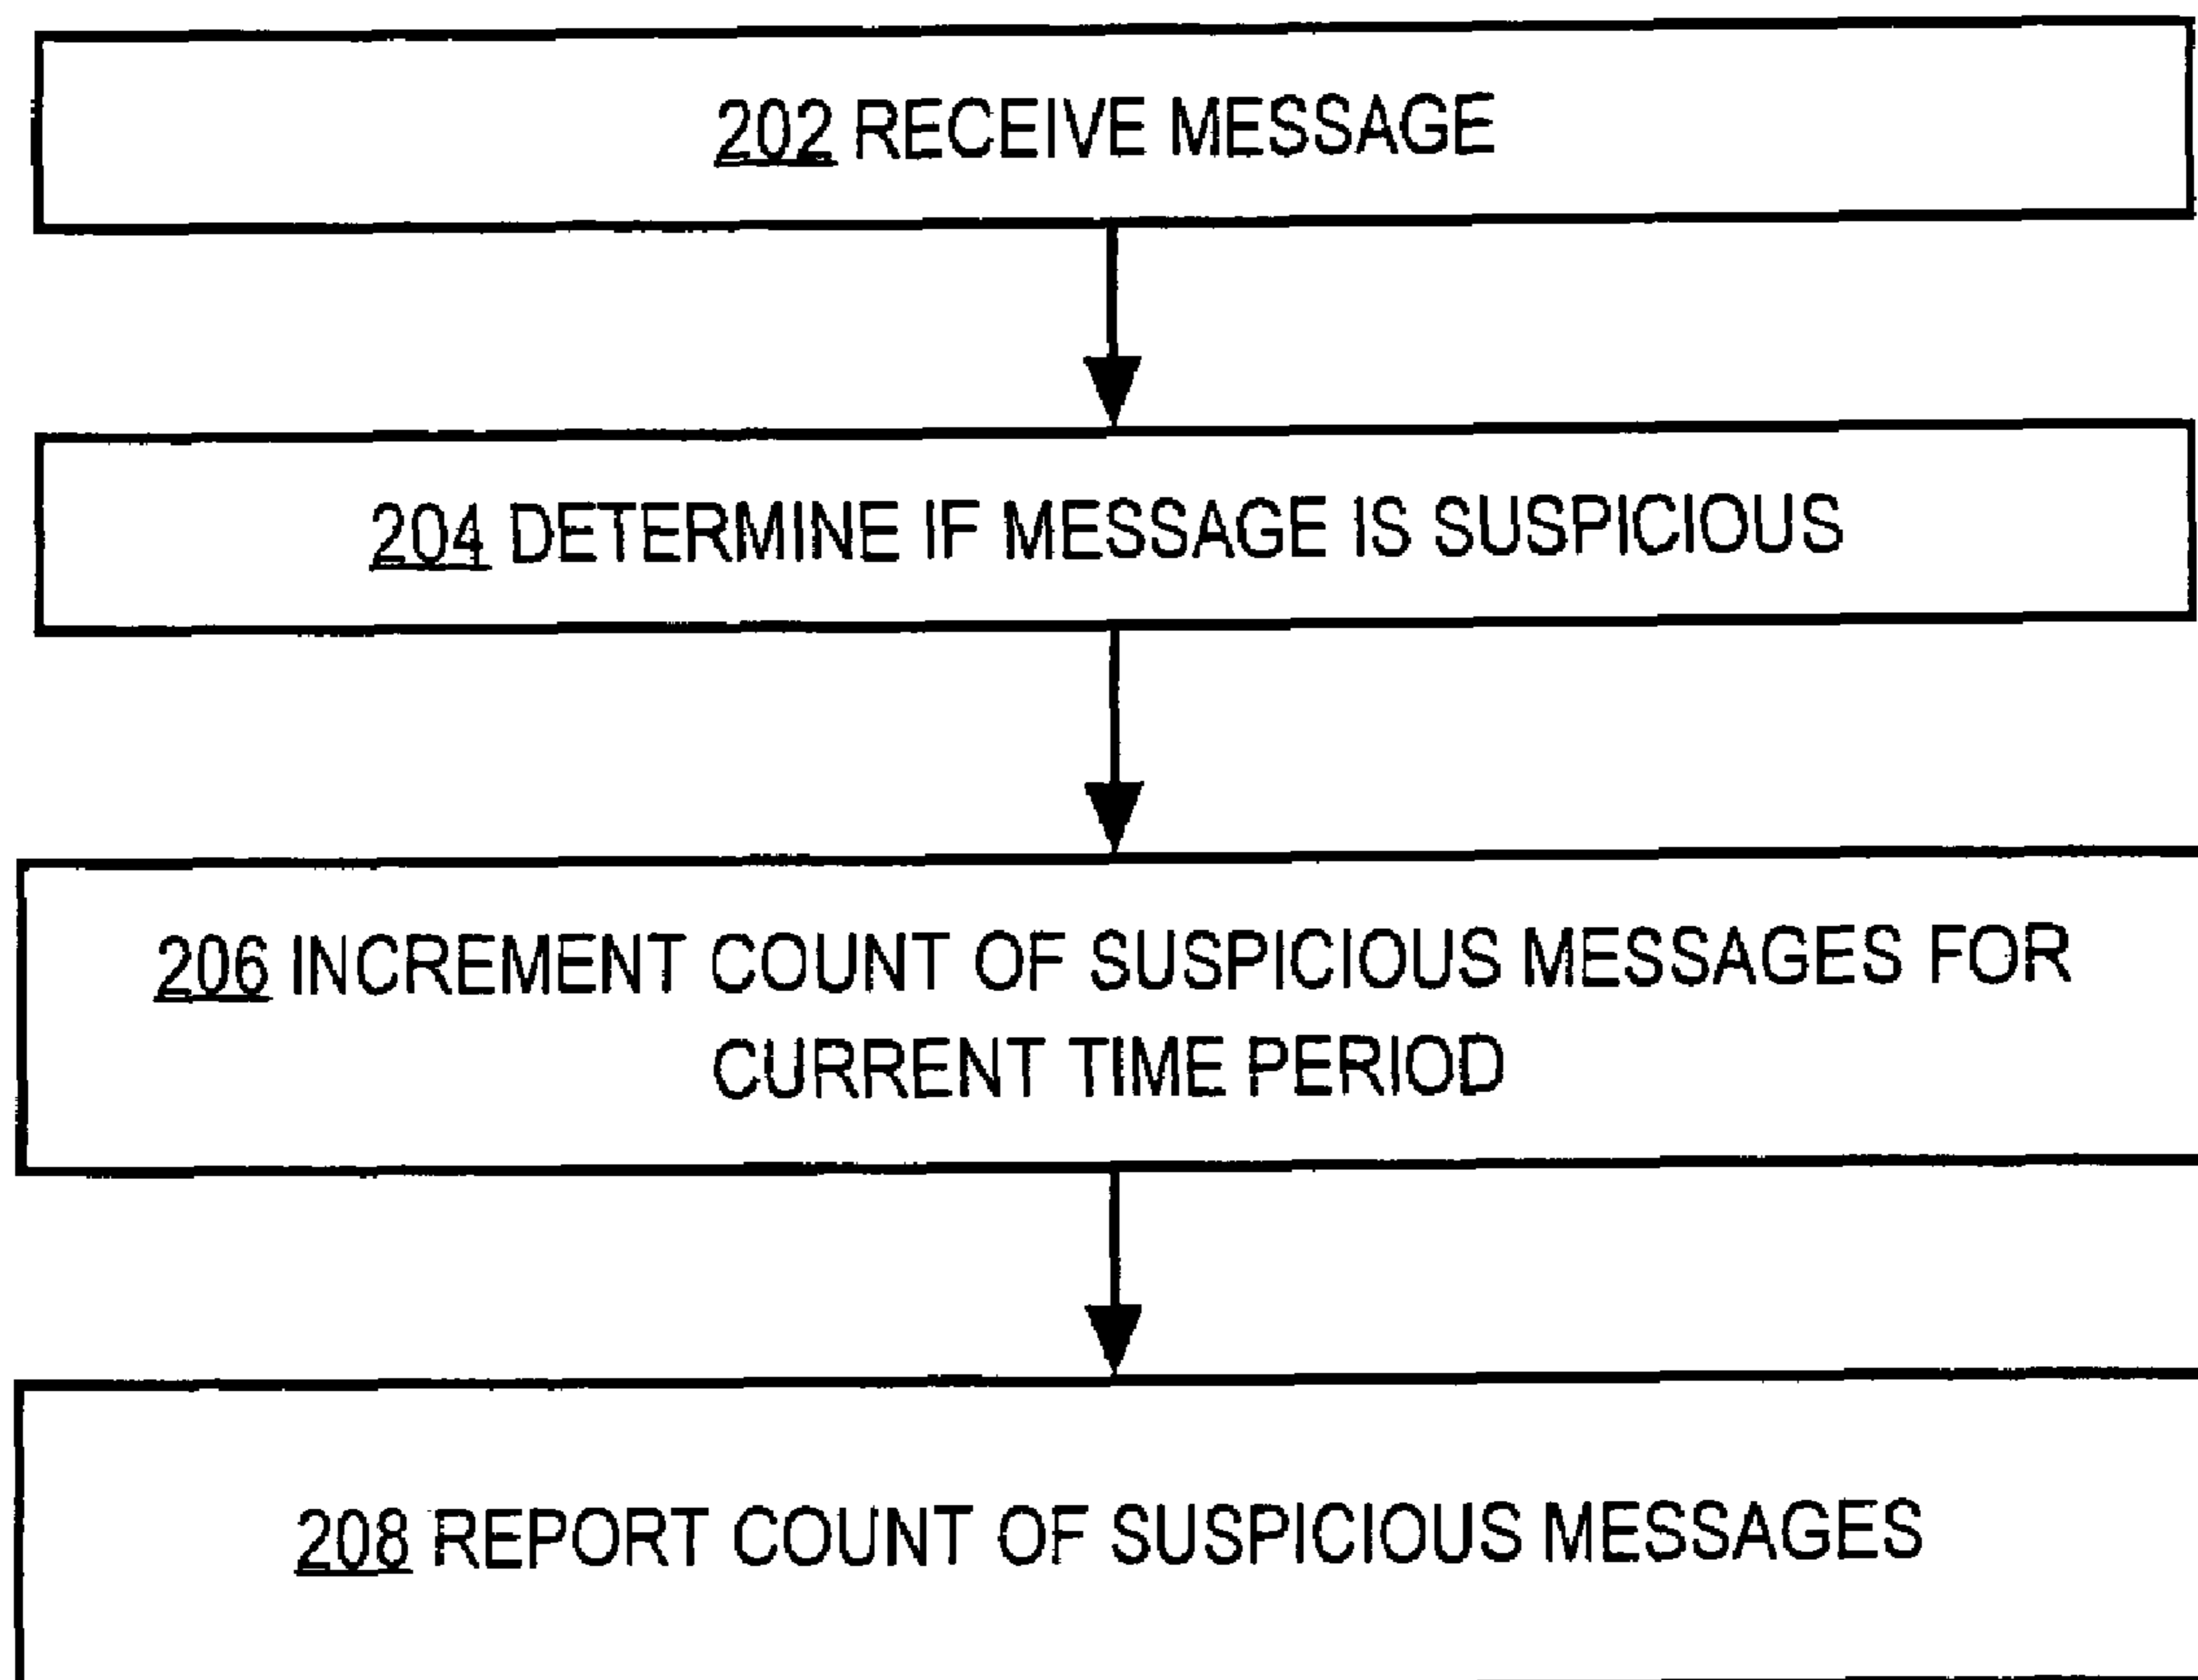 202 RECEIVE MESSAGE
204 DETERMINE IF MESSAGE IS SUSPICIOUS
206 INCREMENT COUNT OF SUSPICIOUS MESSAGES FOR
CURRENT TIME PERIOD
208 REPORT COUNT OF SUSPICIOUS MESSAGES